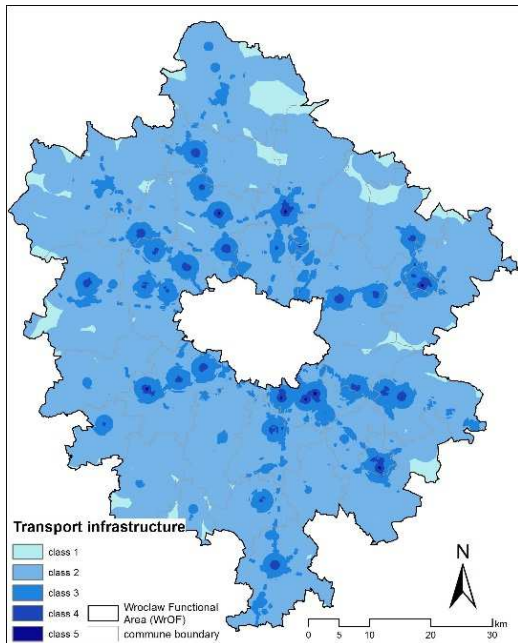 Transport infrastructure
class 1
class 2
class 3
class 4
class 5
Wroclaw Functional
Area (WrOF)
commune boundary
N
km
0 5 10 20 30